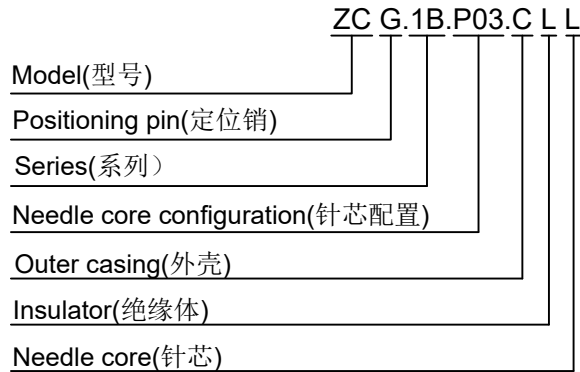 ZC G.1B.P03.C L L
Model(型号)
Positioning pin(定位销)
Series(系列）
Needle core configuration(针芯配置)
Outer casing(外壳)
Insulator(绝缘体)
Needle core(针芯)